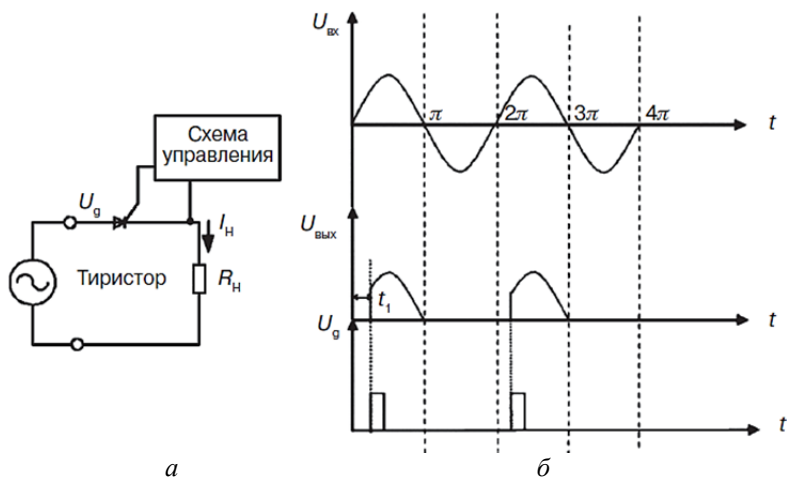 Схема
управления
U_g
I_н
Тиристор
R_н
а
U_вх
π
2π
3π
4π
t
U_вых
t_1
t
U_g
t
б